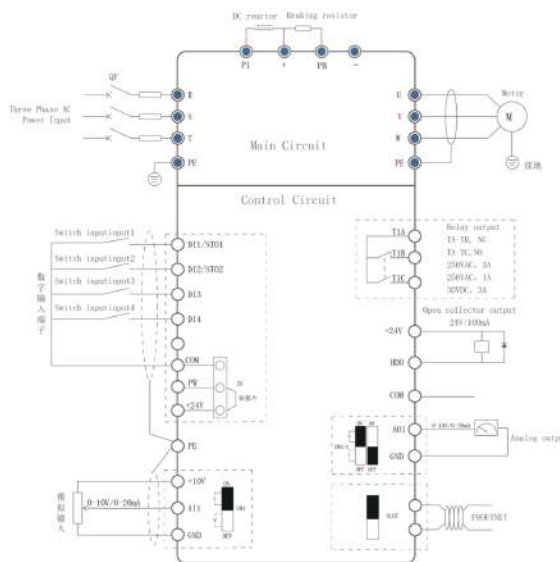 DC reactor
Braking resistor
P1
+
PB
−
QF
Three Phase AC
Power Input
R
S
T
PE
Main Circuit
U
V
W
PE
Motor
M
接地
Control Circuit
Switch inputinput1
DI1/STO1
Switch inputinput2
DI2/STO2
Switch inputinput3
DI3
Switch inputinput4
DI4
数字输入端子
COM
PW
+24V
PE
T1A
T1B
T1C
Relay output
TA-TC,NO
250VAC, 3A
250VAC, 1A
30VDC, 3A
Open collector output
24V/100mA
+24V
HDO
COM
AO1
0-10V/0-20mA
Analog outp
GND
ON
OFF
+10V
模拟输入
0-10V/0-20mA
AI1
GND
ON
OFF
PROFINET